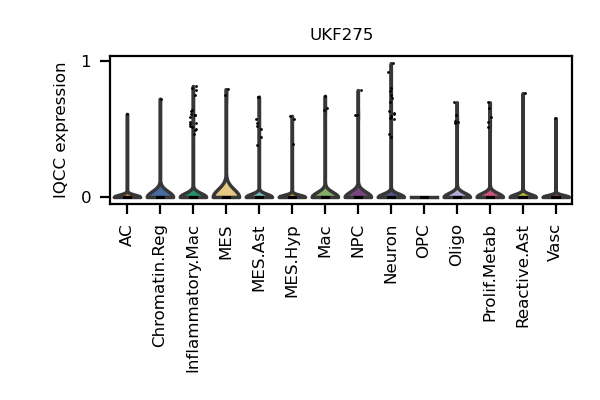 UKF275
IQCC expression
1
0
AC
Chromatin.Reg
Inflammatory.Mac
MES
MES.Ast
MES.Hyp
Mac
NPC
Neuron
OPC
Oligo
Prolif.Metab
Reactive.Ast
Vasc